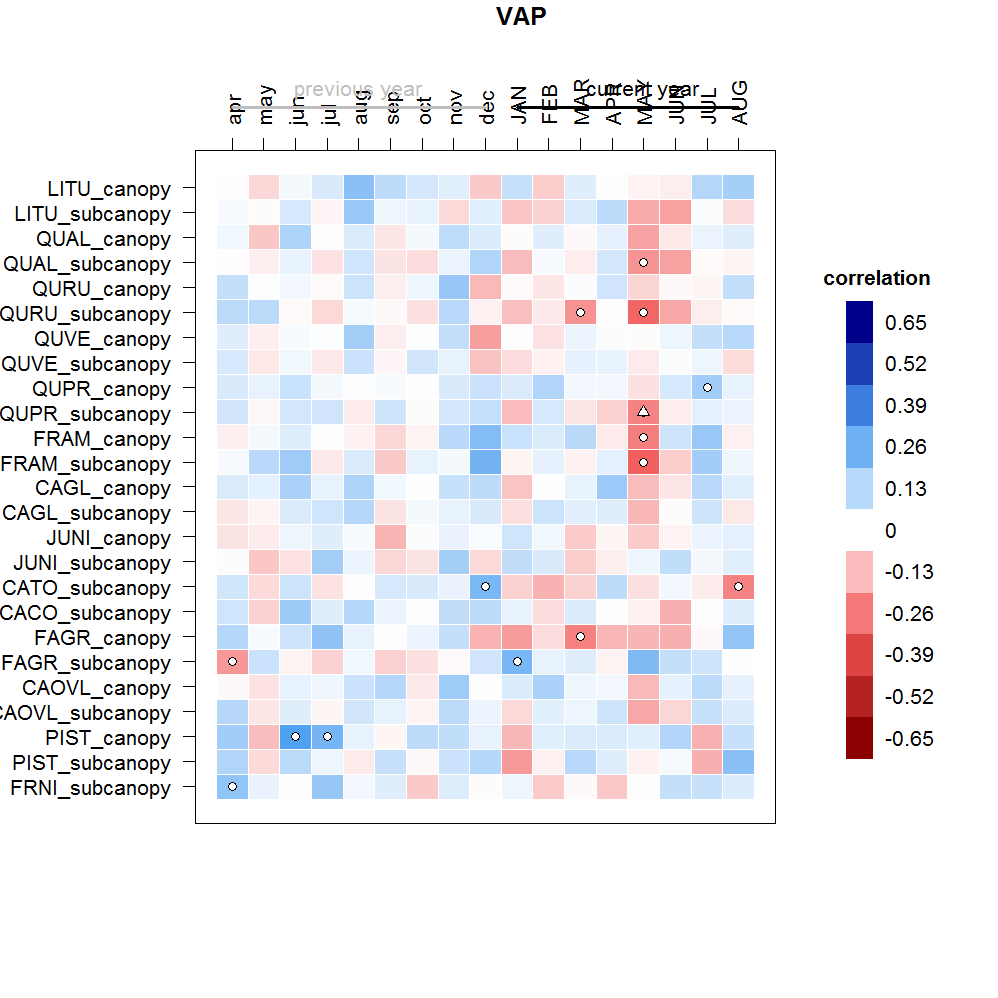 VAP
previous year
current year
apr
may
jun
jul
aug
sep
oct
nov
dec
JAN
FEB
MAR
APR
MAY
JUN
JUL
AUG
LITU_canopy
LITU_subcanopy
QUAL_canopy
QUAL_subcanopy
QURU_canopy
QURU_subcanopy
QUVE_canopy
QUVE_subcanopy
QUPR_canopy
QUPR_subcanopy
FRAM_canopy
FRAM_subcanopy
CAGL_canopy
CAGL_subcanopy
JUNI_canopy
JUNI_subcanopy
CATO_subcanopy
CACO_subcanopy
FAGR_canopy
FAGR_subcanopy
CAOVL_canopy
CAOVL_subcanopy
PIST_canopy
PIST_subcanopy
FRNI_subcanopy
correlation
0.65
0.52
0.39
0.26
0.13
0
-0.13
-0.26
-0.39
-0.52
-0.65